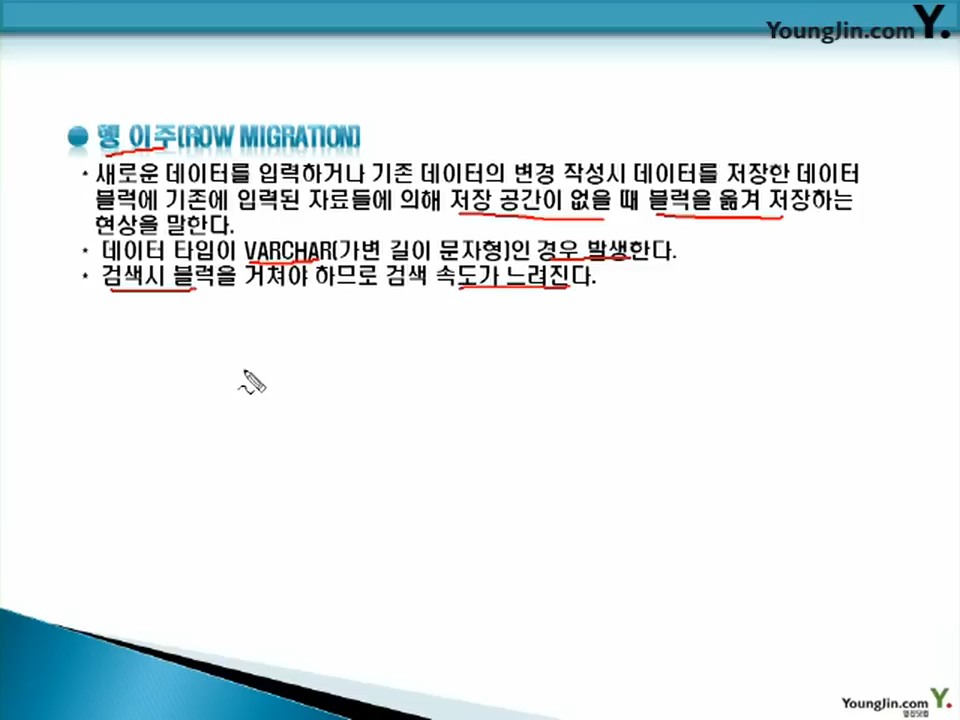 YoungJin.com Y.
행 이주(ROW MIGRATION)
· 새로운 데이터를 입력하거나 기존 데이터의 변경 작성시 데이터를 저장한 데이터
블럭에 기존에 입력된 자료들에 의해 저장 공간이 없을 때 블럭을 옮겨 저장하는
현상을 말한다.
· 데이터 타입이 VARCHAR(가변 길이 문자형)인 경우 발생한다.
· 검색시 블럭을 거쳐야 하므로 검색 속도가 느려진다.
YoungJin.com Y.
영진닷컴